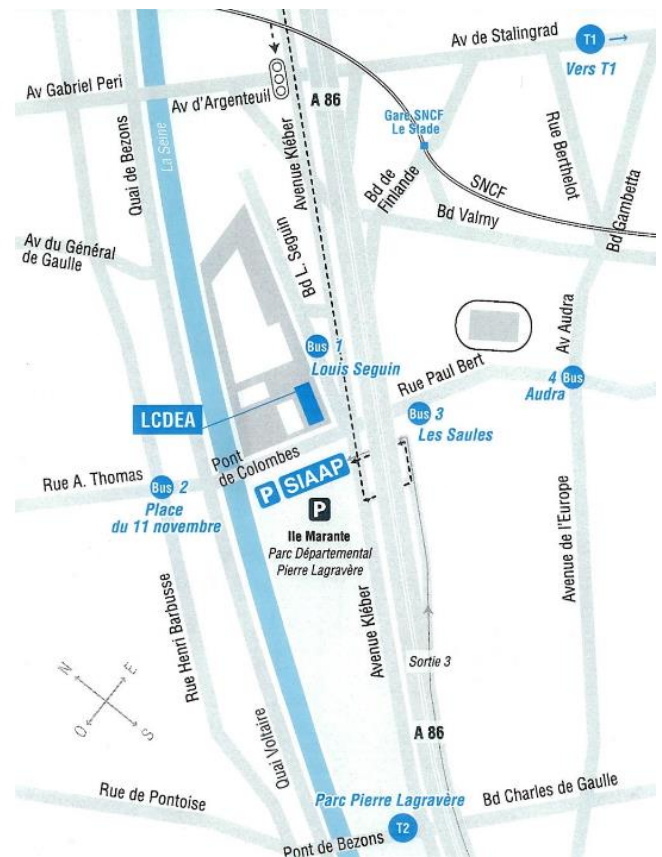 Av de Stalingrad
T1
Vers T1
Av Gabriel Peri
Av d'Argenteuil
A 86
Gare SNCF
Le Stade
Quai de Bezons
La Seine
Avenue Kléber
Bd de
Finlande
SNCF
Rue Berthelot
Bd Gambetta
Bd Valmy
Av du Général
de Gaulle
Bd L. Seguin
Bus 1
Louis Seguin
Av Audra
Rue Paul Bert
4 Bus
Audra
Bus 3
Les Saules
LCDEA
Pont
de Colombes
Rue A. Thomas
Bus 2
Place
du 11 novembre
P SIAAP
P
Ile Marante
Parc Départemental
Pierre Lagravère
Avenue de l'Europe
Rue Henri Barbusse
Avenue Kléber
N
E
O
S
Sortie 3
Quai Voltaire
A 86
Rue de Pontoise
Parc Pierre Lagravère
Bd Charles de Gaulle
T2
Pont de Bezons